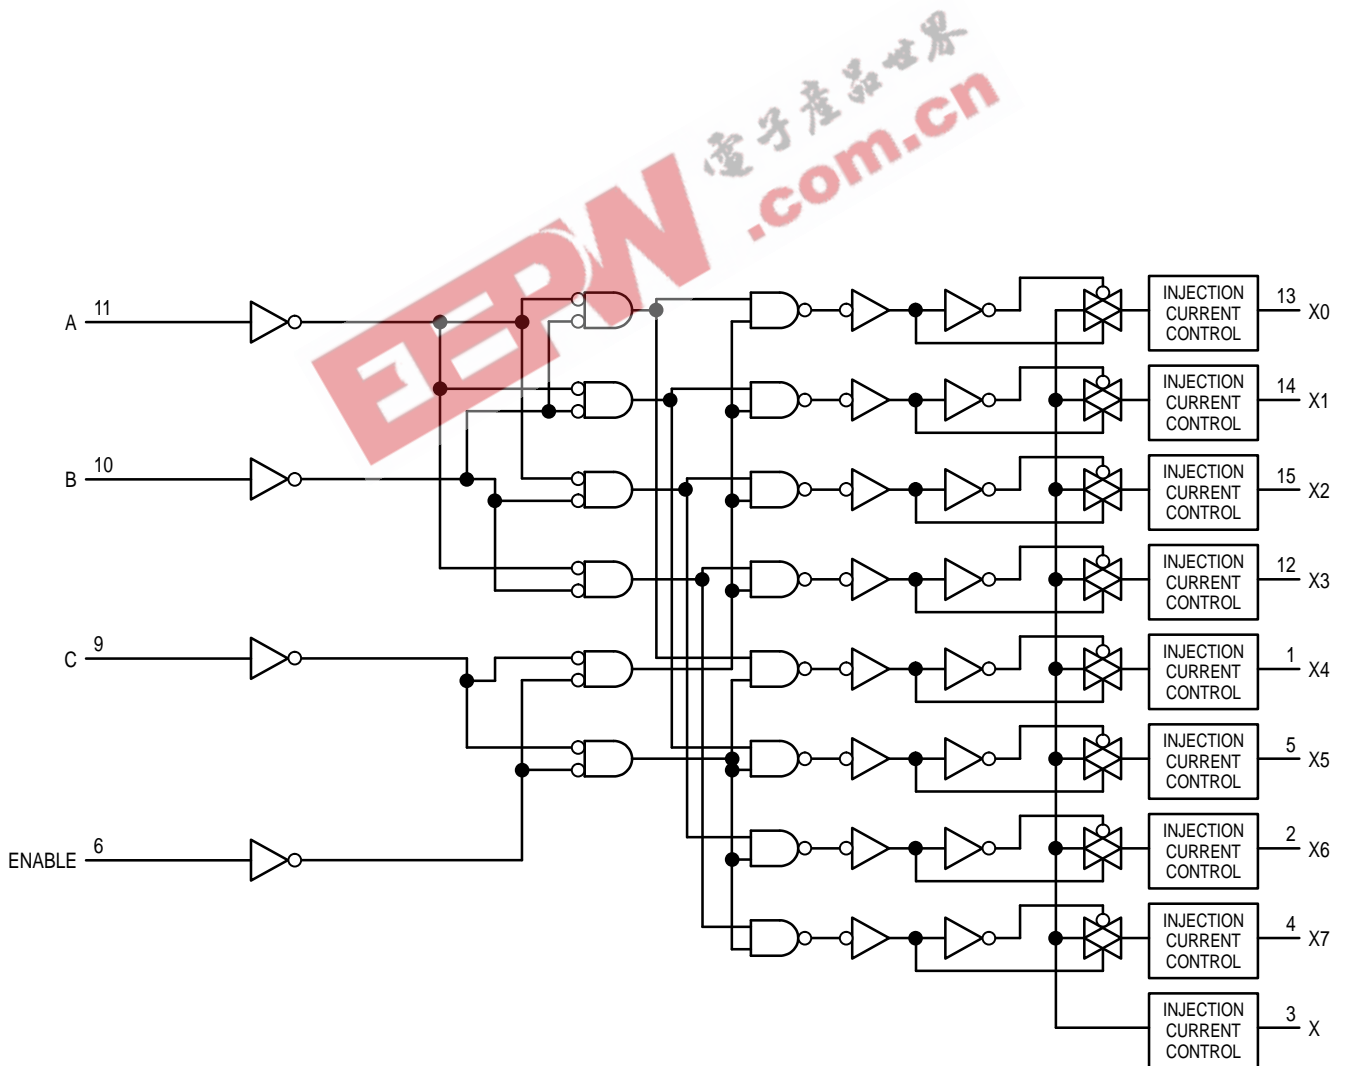 電子產品世界
EEPW
.com.cn
A 11
INJECTION
CURRENT
CONTROL
13 X0
INJECTION
CURRENT
CONTROL
14 X1
B 10
INJECTION
CURRENT
CONTROL
15 X2
INJECTION
CURRENT
CONTROL
12 X3
C 9
INJECTION
CURRENT
CONTROL
1 X4
INJECTION
CURRENT
CONTROL
5 X5
ENABLE 6
INJECTION
CURRENT
CONTROL
2 X6
INJECTION
CURRENT
CONTROL
4 X7
INJECTION
CURRENT
CONTROL
3 X